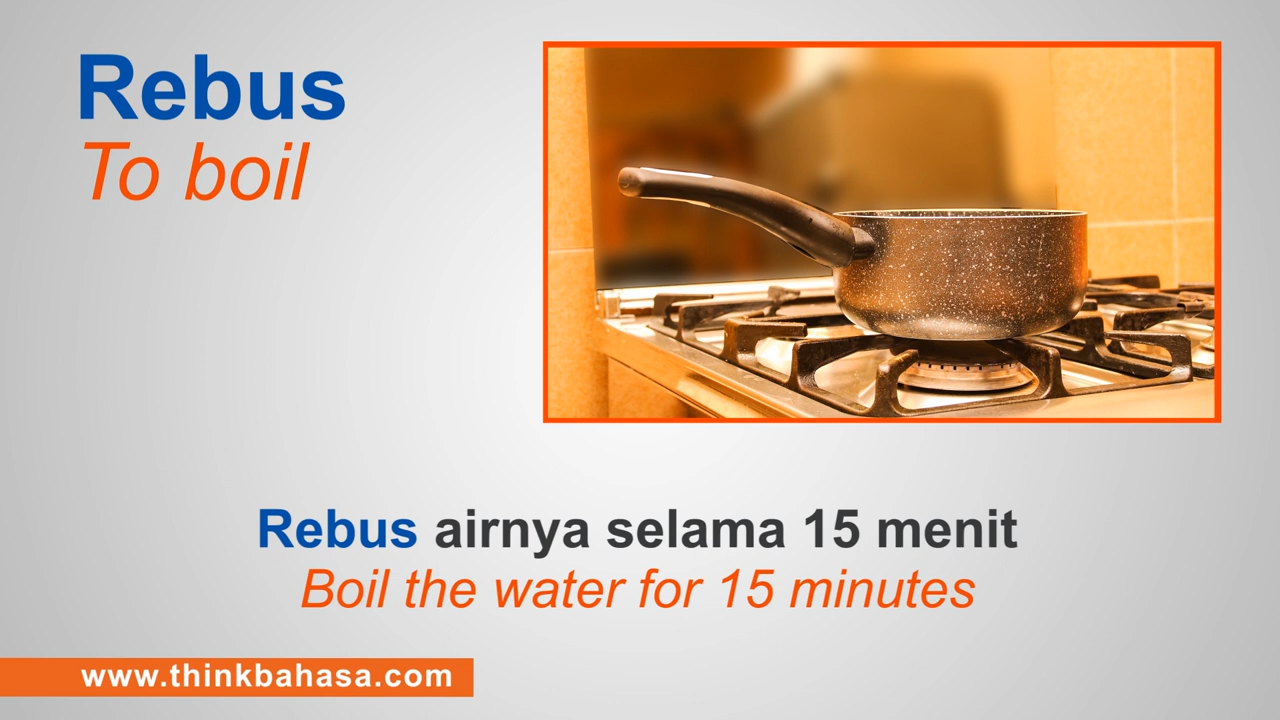 Rebus
To boil
Rebus airnya selama 15 menit
Boil the water for 15 minutes
www.thinkbahasa.com